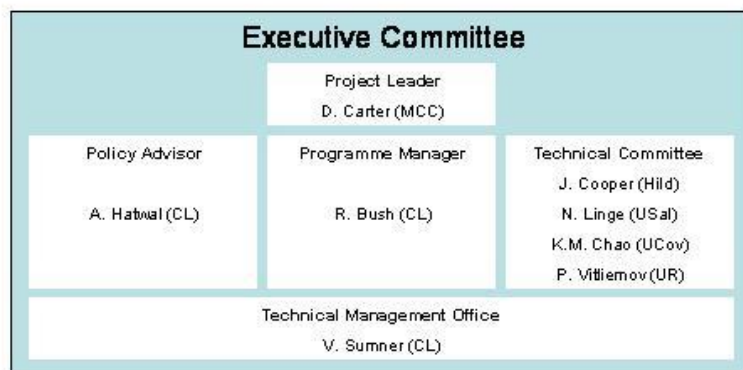 Executive Committee
Project Leader
D. Carter (MCC)
Policy Advisor
A. Hatwal (CL)
Programme Manager
R. Bush (CL)
Technical Committee
J. Cooper (Hild)
N. Linge (USal)
K.M. Chao (UCov)
P. Vitliemov (UR)
Technical Management Office
V. Sumner (CL)